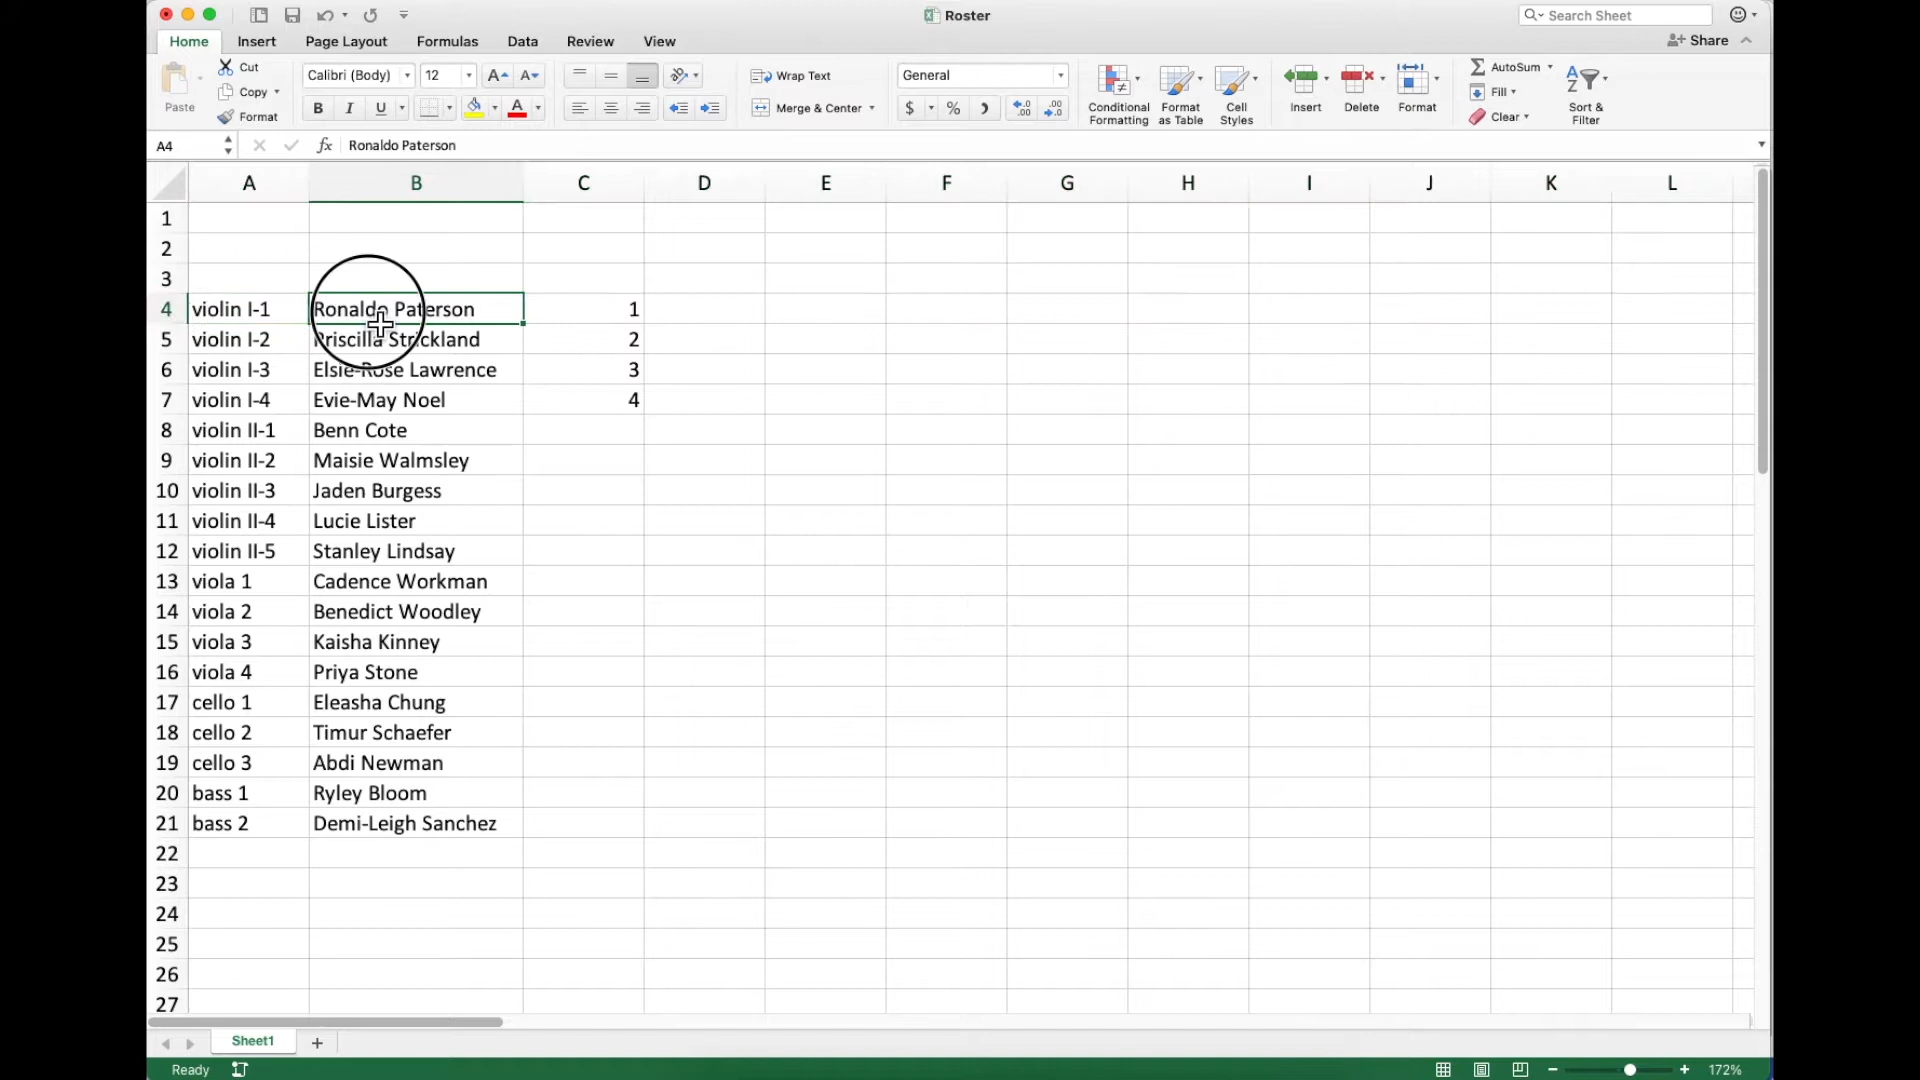 Roster
Search Sheet
Home Insert Page Layout Formulas Data Review View
Share
Paste
Cut
Copy
Format
Calibri (Body) 12 A A
B I U A
Wrap Text
Merge & Center
General
$ % .0 .00 .00 .0
Conditional Formatting
Format as Table
Cell Styles
Insert
Delete
Format
AutoSum
Fill
Clear
Sort & Filter
A4 fx Ronaldo Paterson
A B C D E F G H I J K L
1
2
3
4 violin I-1 Ronaldo Paterson 1
5 violin I-2 Priscilla Strickland 2
6 violin I-3 Elsie-Rose Lawrence 3
7 violin I-4 Evie-May Noel 4
8 violin II-1 Benn Cote
9 violin II-2 Maisie Walmsley
10 violin II-3 Jaden Burgess
11 violin II-4 Lucie Lister
12 violin II-5 Stanley Lindsay
13 viola 1 Cadence Workman
14 viola 2 Benedict Woodley
15 viola 3 Kaisha Kinney
16 viola 4 Priya Stone
17 cello 1 Eleasha Chung
18 cello 2 Timur Schaefer
19 cello 3 Abdi Newman
20 bass 1 Ryley Bloom
21 bass 2 Demi-Leigh Sanchez
22
23
24
25
26
27
Sheet1 +
Ready
172%